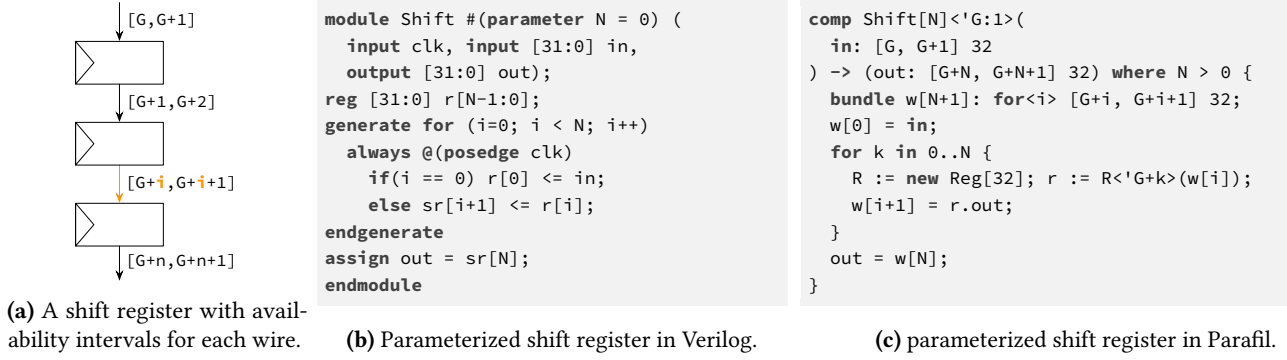 [G,G+1]
[G+1,G+2]
[G+i,G+i+1]
[G+n,G+n+1]
(a) A shift register with avail-
ability intervals for each wire.
module Shift #(parameter N = 0) (
input clk, input [31:0] in,
output [31:0] out);
reg [31:0] r[N-1:0];
generate for (i=0; i < N; i++)
always @(posedge clk)
if(i == 0) r[0] <= in;
else sr[i+1] <= r[i];
endgenerate
assign out = sr[N];
endmodule
(b) Parameterized shift register in Verilog.
comp Shift[N]<'G:1>(
in: [G, G+1] 32
) -> (out: [G+N, G+N+1] 32) where N > 0 {
bundle w[N+1]: for<i> [G+i, G+i+1] 32;
w[0] = in;
for k in 0..N {
R := new Reg[32]; r := R<'G+k>(w[i]);
w[i+1] = r.out;
}
out = w[N];
}
(c) parameterized shift register in Parafil.